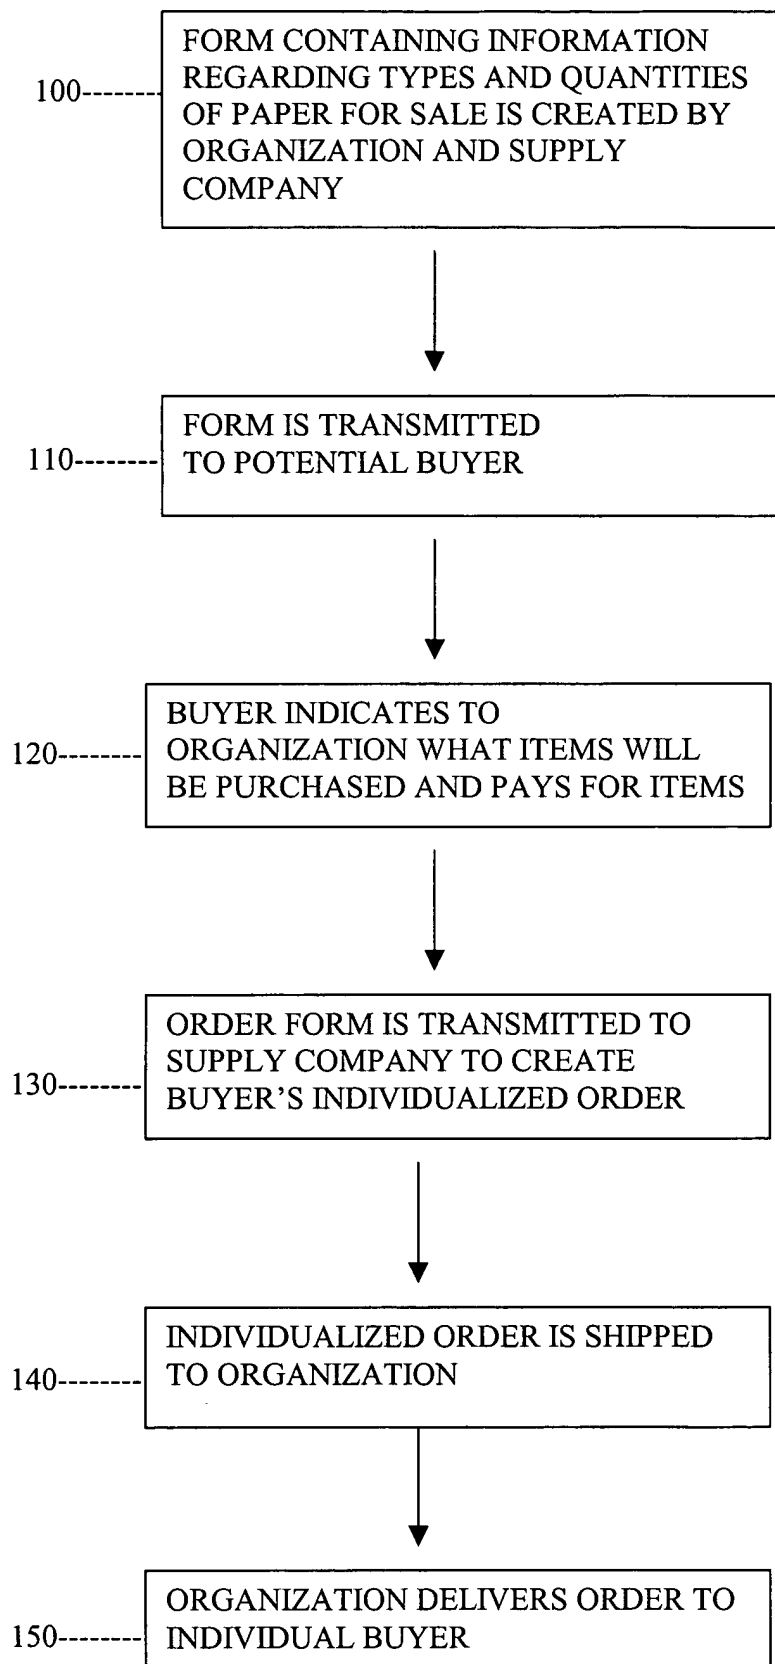 FORM CONTAINING INFORMATION
100-------- REGARDING TYPES AND QUANTITIES
OF PAPER FOR SALE IS CREATED BY
ORGANIZATION AND SUPPLY
COMPANY
FORM IS TRANSMITTED
110-------- TO POTENTIAL BUYER
BUYER INDICATES TO
120-------- ORGANIZATION WHAT ITEMS WILL
BE PURCHASED AND PAYS FOR ITEMS
ORDER FORM IS TRANSMITTED TO
SUPPLY COMPANY TO CREATE
130-------- BUYER'S INDIVIDUALIZED ORDER
INDIVIDUALIZED ORDER IS SHIPPED
140-------- TO ORGANIZATION
ORGANIZATION DELIVERS ORDER TO
150-------- INDIVIDUAL BUYER